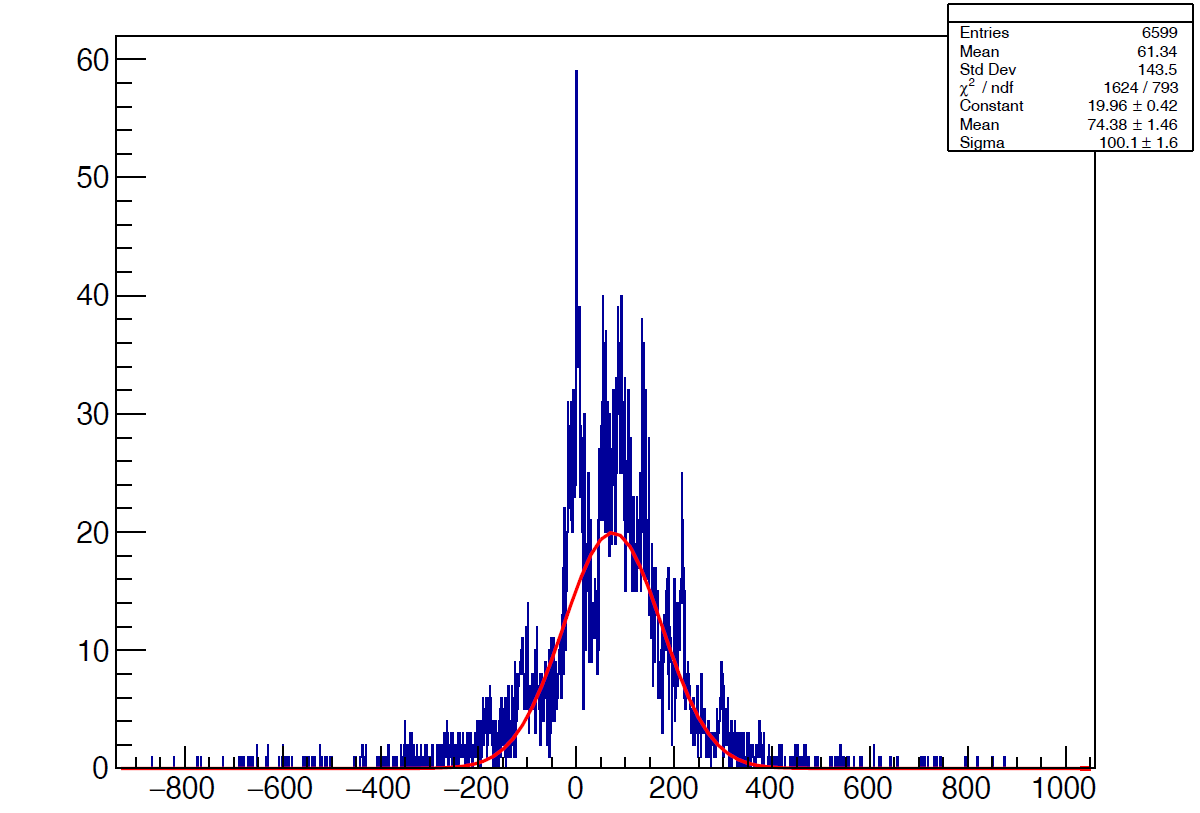 Entries 6599
Mean 61.34
Std Dev 143.5
χ² / ndf 1624 / 793
Constant 19.96 ± 0.42
Mean 74.38 ± 1.46
Sigma 100.1 ± 1.6
60
50
40
30
20
10
0
−800 −600 −400 −200 0 200 400 600 800 1000